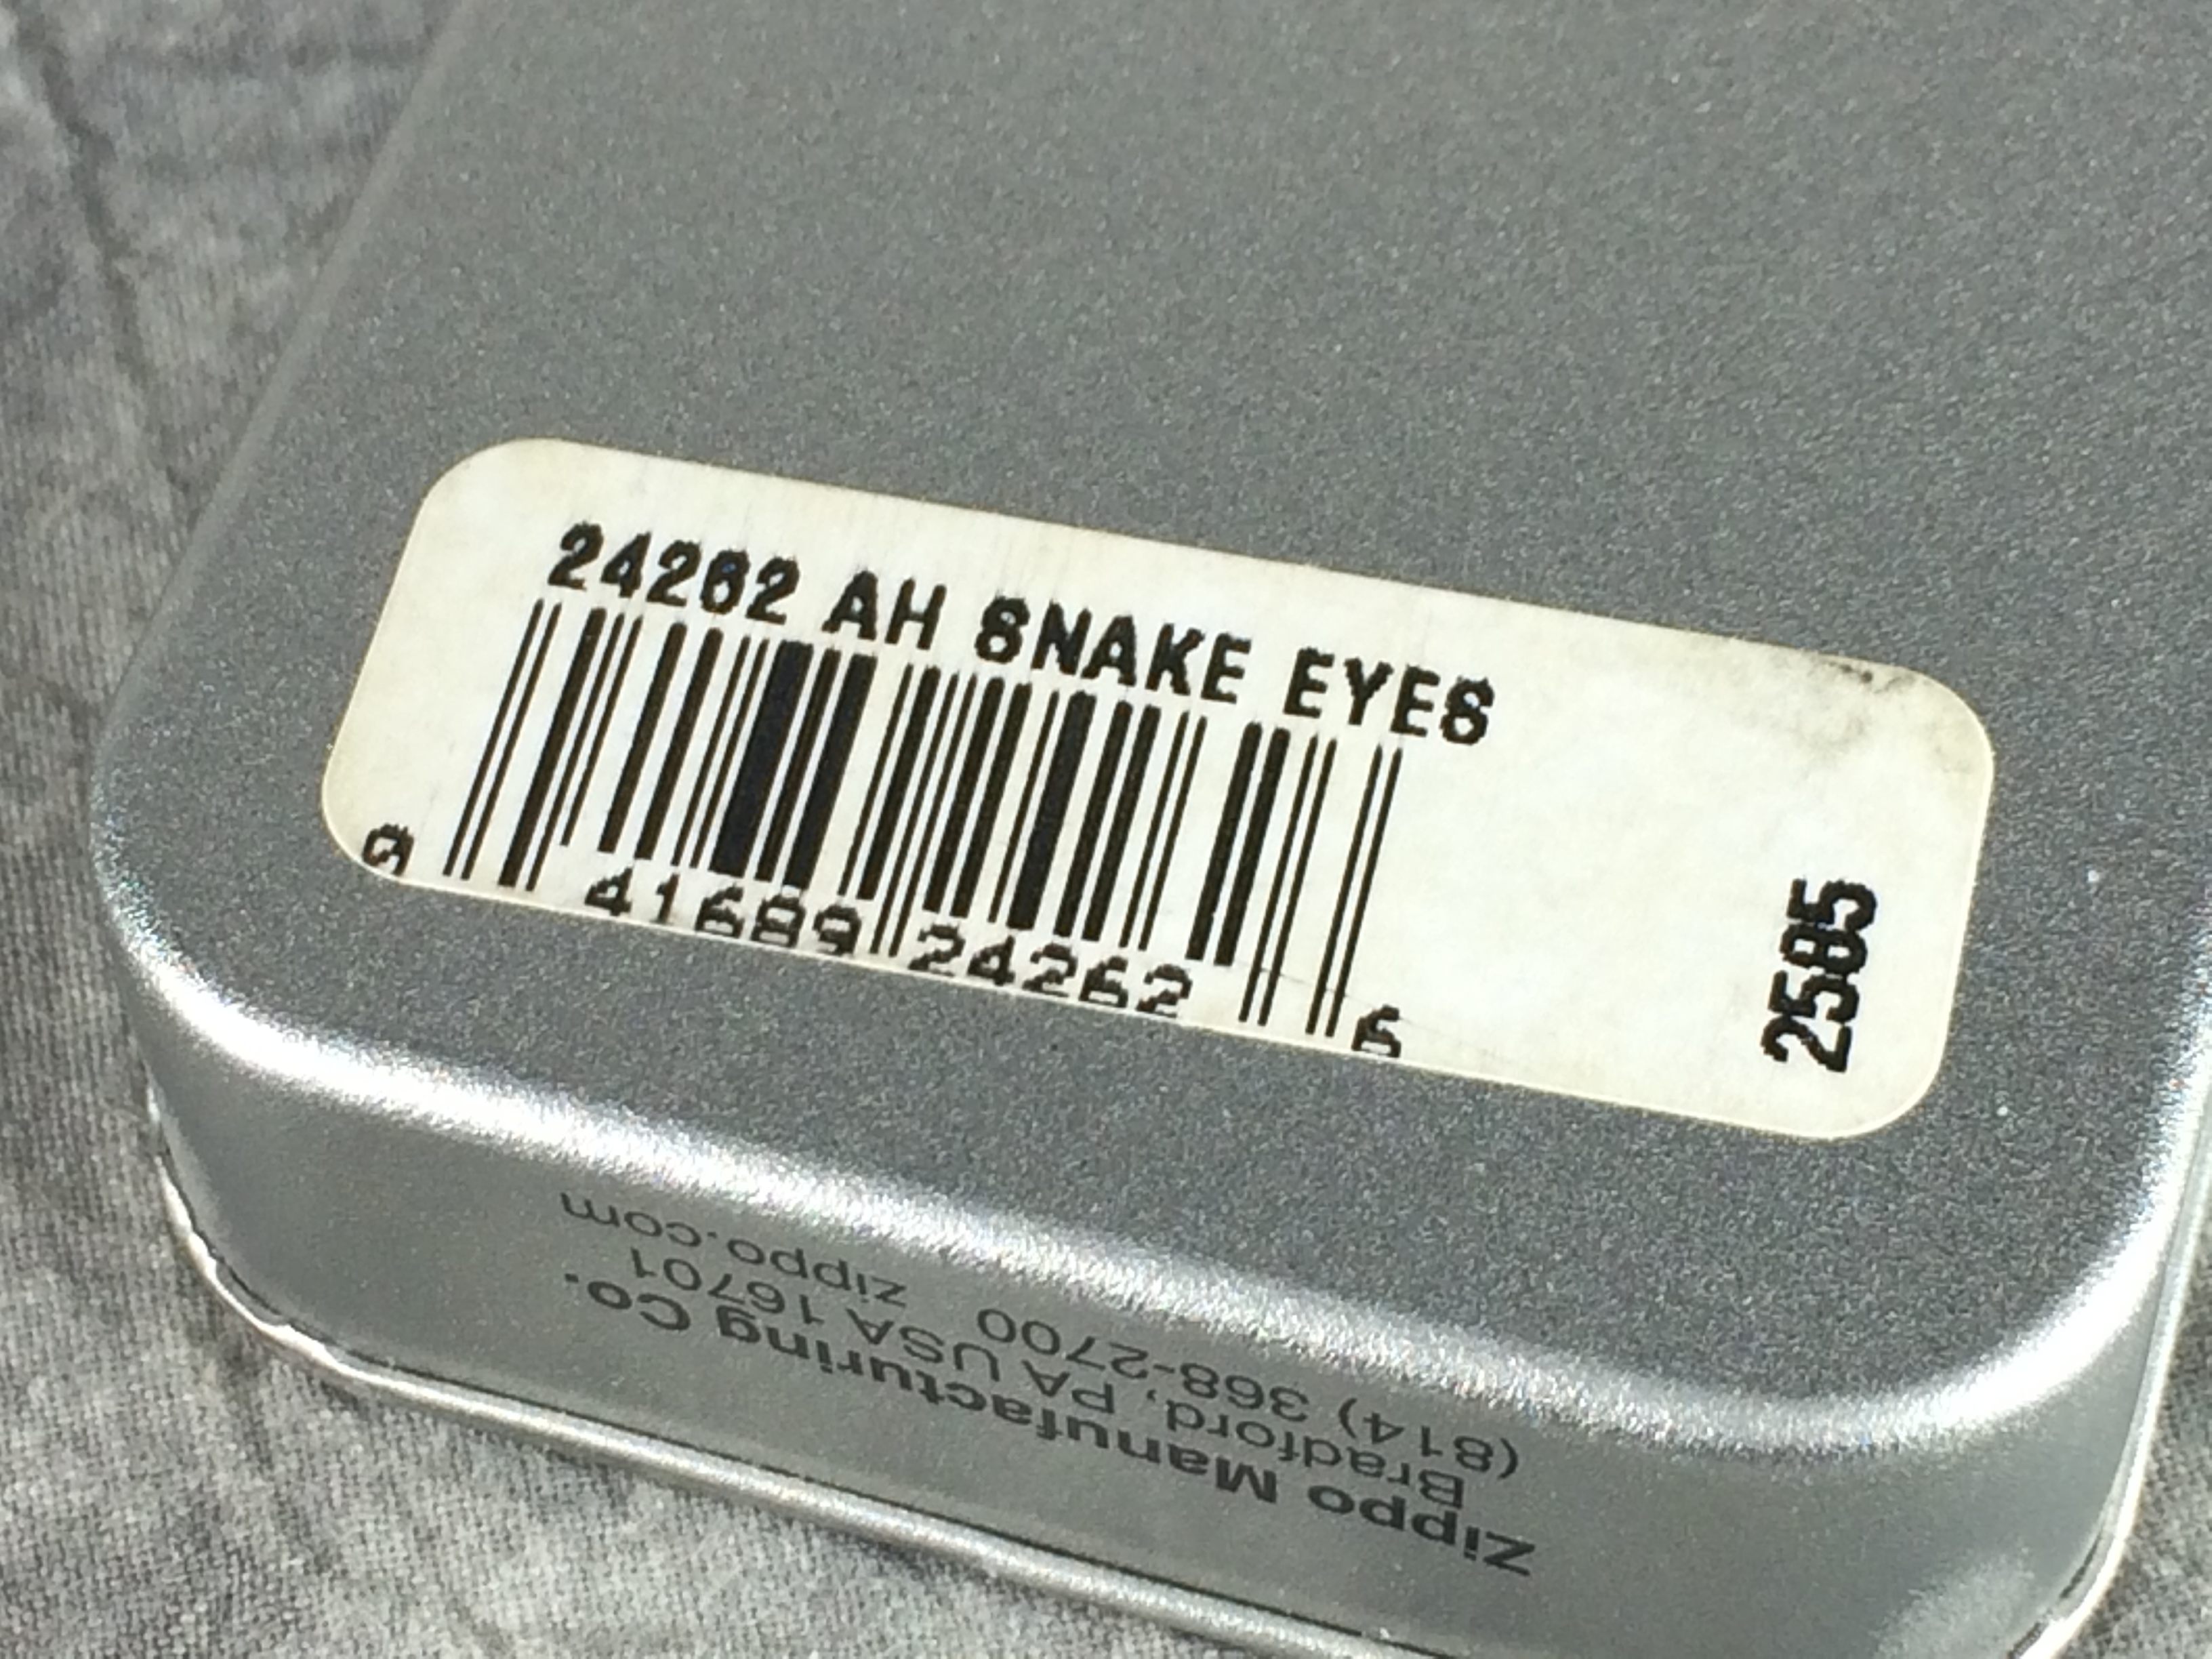 24262 AH SNAKE EYES
0 41689 24262 6
2585
Zippo Manufacturing Co.
Bradford, PA USA 16701
(814) 368-2700 zippo.com